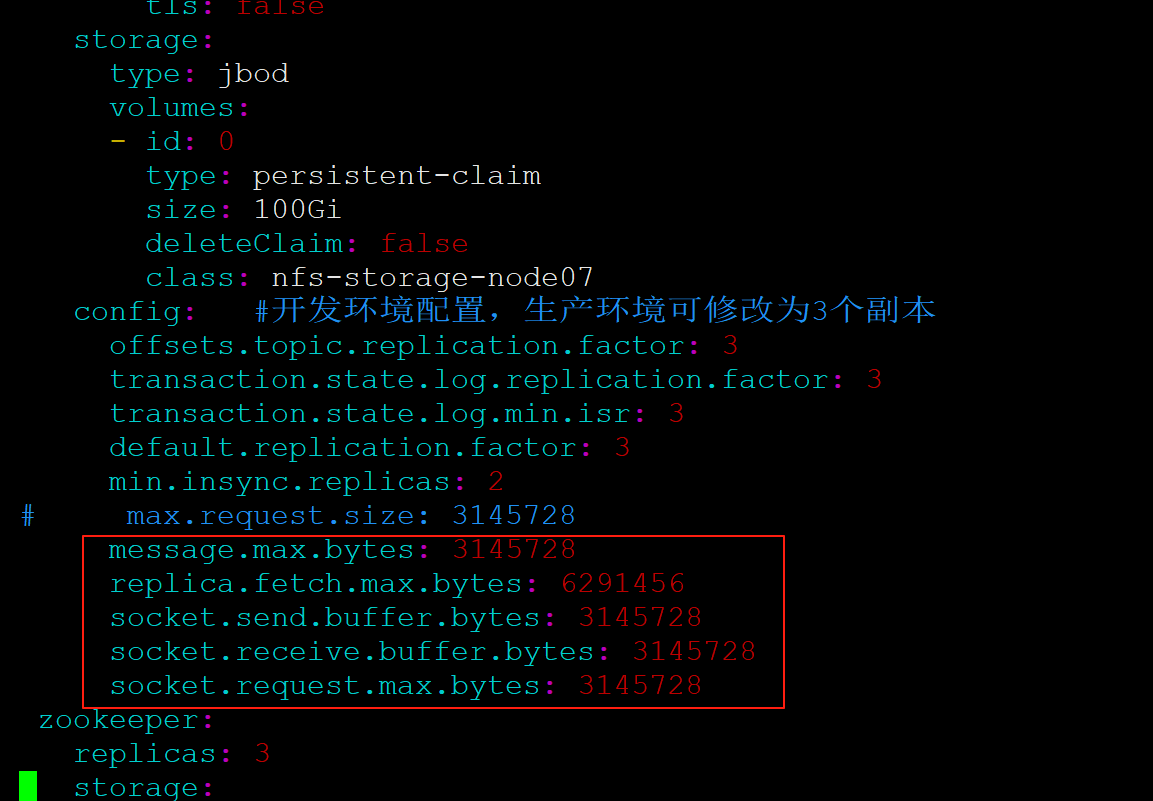 tls: false
storage:
type: jbod
volumes:
- id: 0
type: persistent-claim
size: 100Gi
deleteClaim: false
class: nfs-storage-node07
config:   #开发环境配置，生产环境可修改为3个副本
offsets.topic.replication.factor: 3
transaction.state.log.replication.factor: 3
transaction.state.log.min.isr: 3
default.replication.factor: 3
min.insync.replicas: 2
#     max.request.size: 3145728
message.max.bytes: 3145728
replica.fetch.max.bytes: 6291456
socket.send.buffer.bytes: 3145728
socket.receive.buffer.bytes: 3145728
socket.request.max.bytes: 3145728
zookeeper:
replicas: 3
storage: